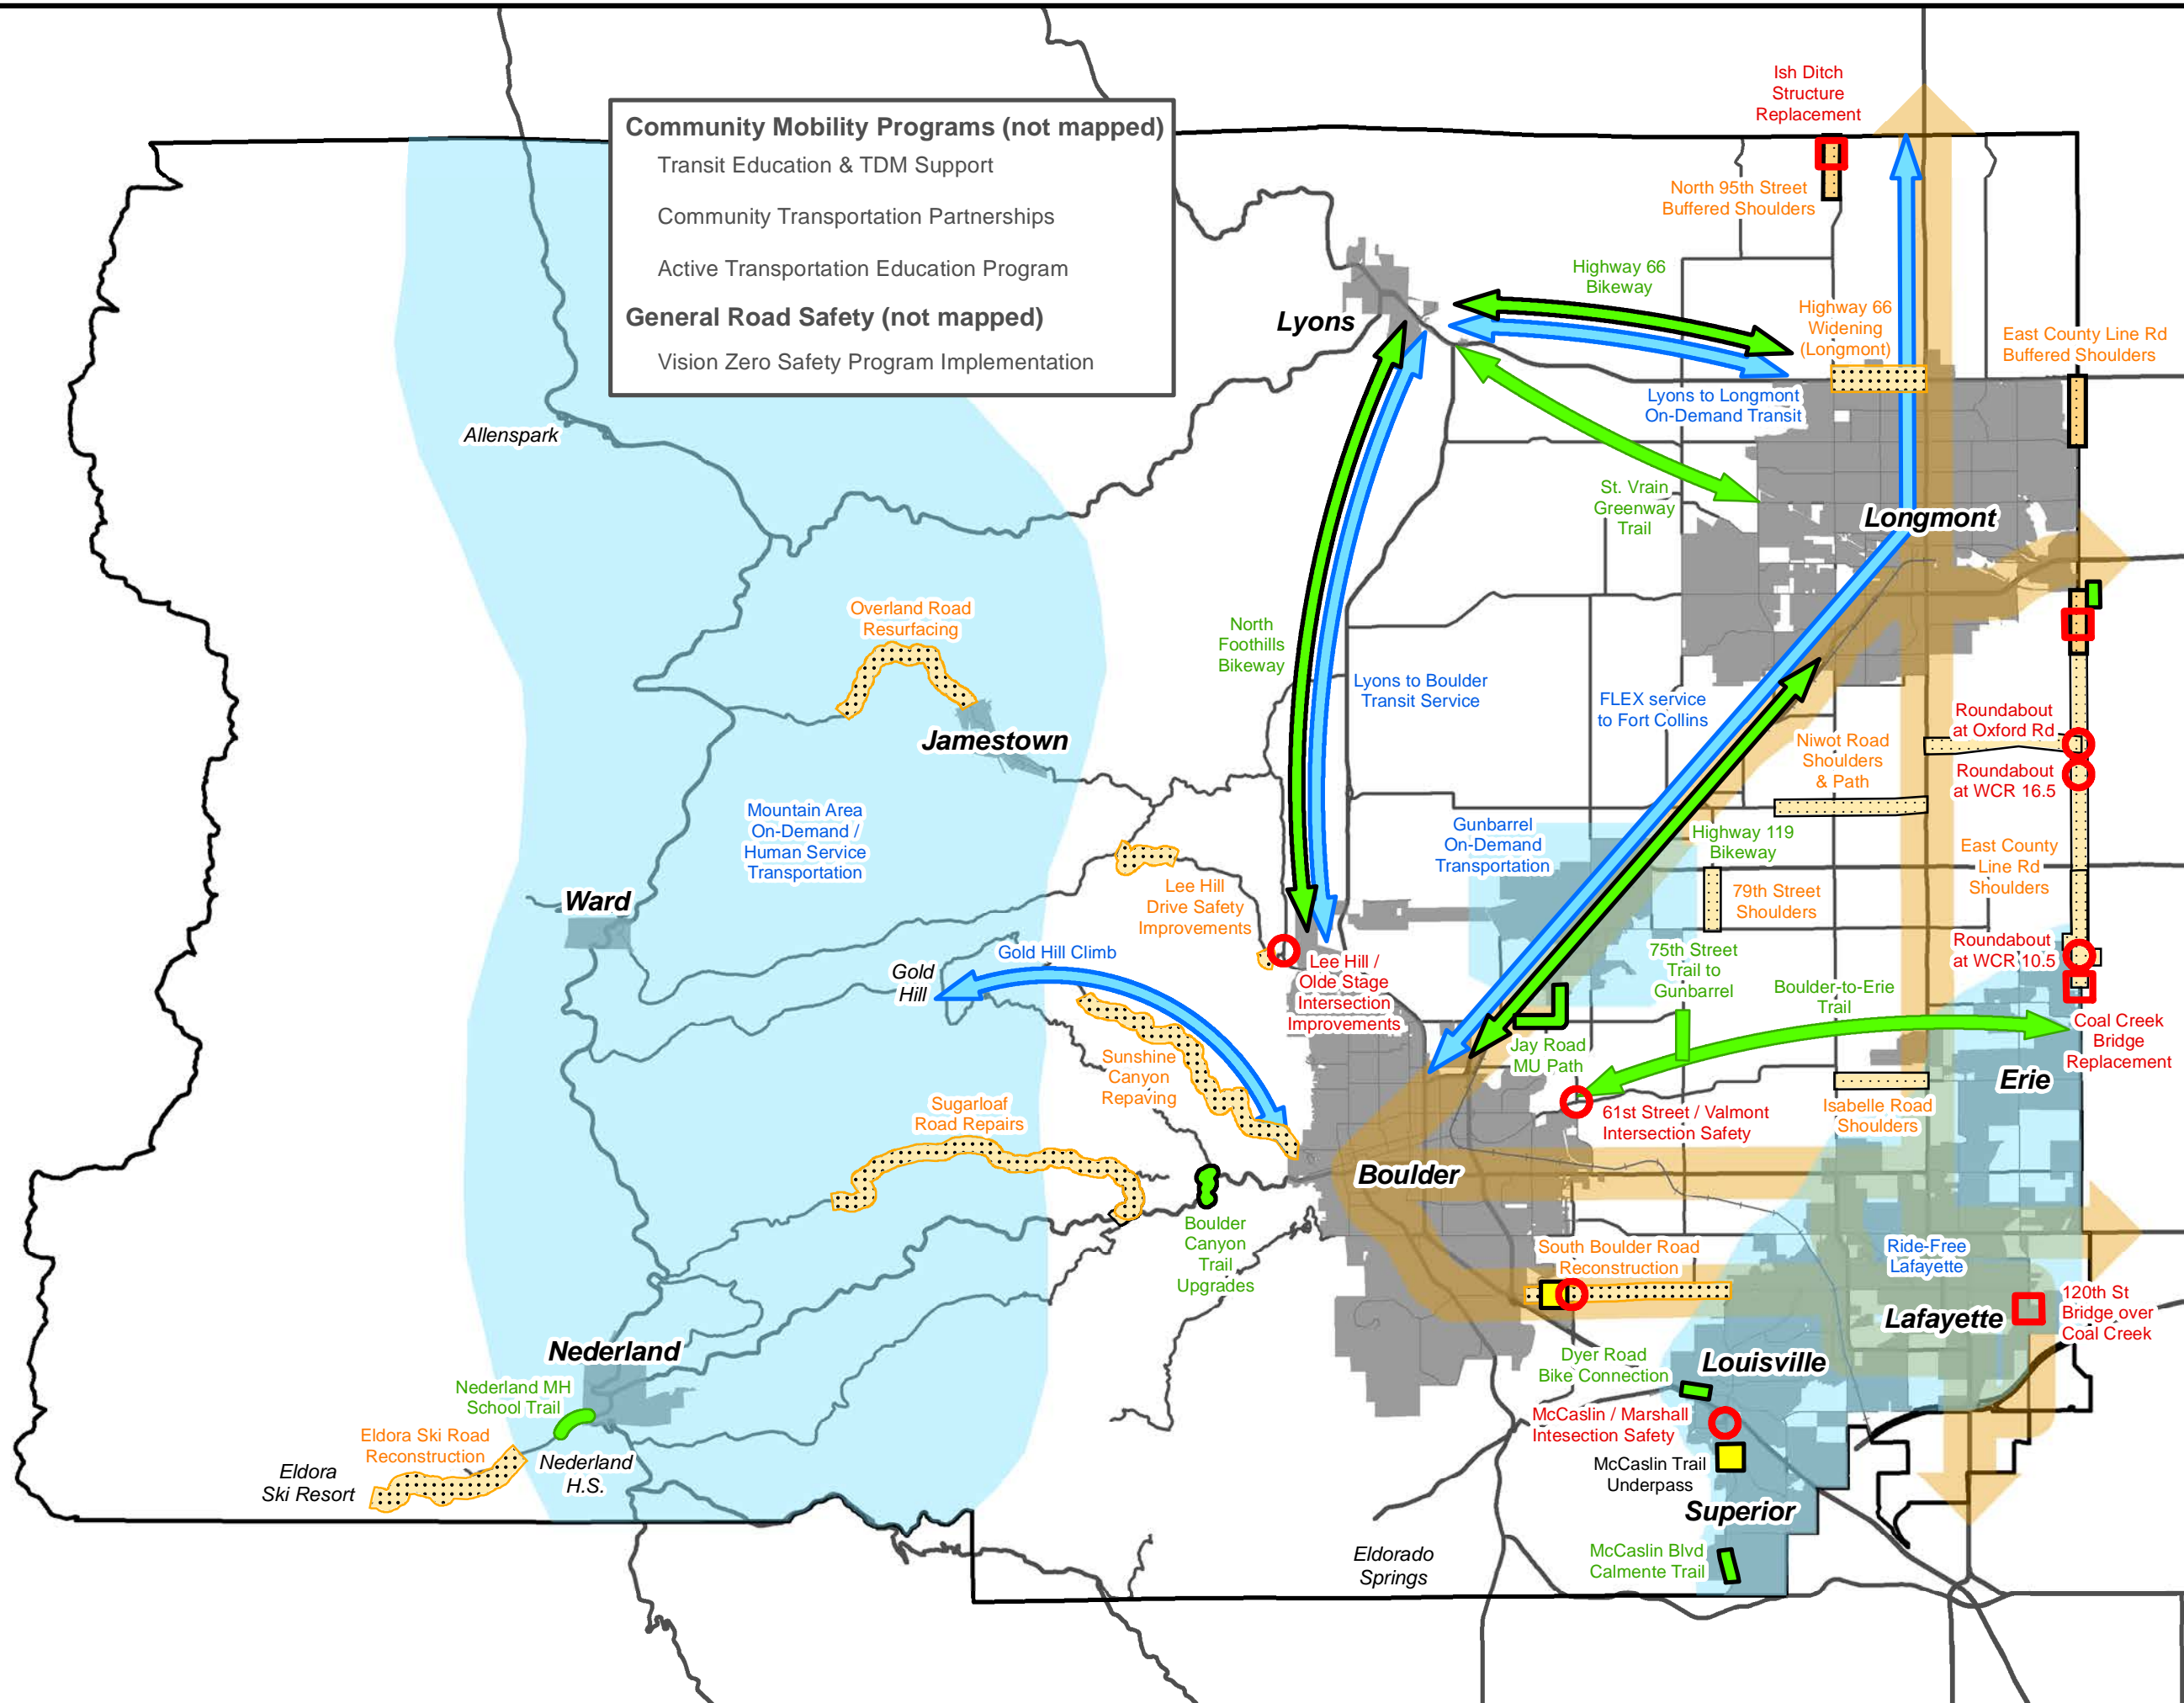 Community Mobility Programs (not mapped)
Transit Education & TDM Support
Community Transportation Partnerships
Active Transportation Education Program
General Road Safety (not mapped)
Vision Zero Safety Program Implementation
Ish Ditch
Structure
Replacement
North 95th Street
Buffered Shoulders
Highway 66
Bikeway
Highway 66
Widening
(Longmont)
East County Line Rd
Buffered Shoulders
Lyons
Lyons to Longmont
On-Demand Transit
Allenspark
St. Vrain
Greenway
Trail
Longmont
Overland Road
Resurfacing
North
Foothills
Bikeway
Lyons to Boulder
Transit Service
FLEX service
to Fort Collins
Roundabout
at Oxford Rd
Jamestown
Niwot Road
Shoulders
& Path
Roundabout
at WCR 16.5
Mountain Area
On-Demand /
Human Service
Transportation
Gunbarrel
On-Demand
Transportation
Highway 119
Bikeway
East County
Line Rd
Shoulders
Ward
Lee Hill
Drive Safety
Improvements
79th Street
Shoulders
Gold Hill Climb
Gold
Hill
Lee Hill /
Olde Stage
Intersection
Improvements
75th Street
Trail to
Gunbarrel
Roundabout
at WCR 10.5
Boulder-to-Erie
Trail
Coal Creek
Bridge
Replacement
Sunshine
Canyon
Repaving
Jay Road
MU Path
Erie
Sugarloaf
Road Repairs
61st Street / Valmont
Intersection Safety
Isabelle Road
Shoulders
Boulder
Boulder
Canyon
Trail
Upgrades
South Boulder Road
Reconstruction
Ride-Free
Lafayette
Lafayette
120th St
Bridge over
Coal Creek
Nederland
Dyer Road
Bike Connection
Louisville
Nederland MH
School Trail
McCaslin / Marshall
Intesection Safety
Eldora Ski Road
Reconstruction
Nederland
H.S.
Eldora
Ski Resort
McCaslin Trail
Underpass
Superior
Eldorado
Springs
McCaslin Blvd
Calmente Trail